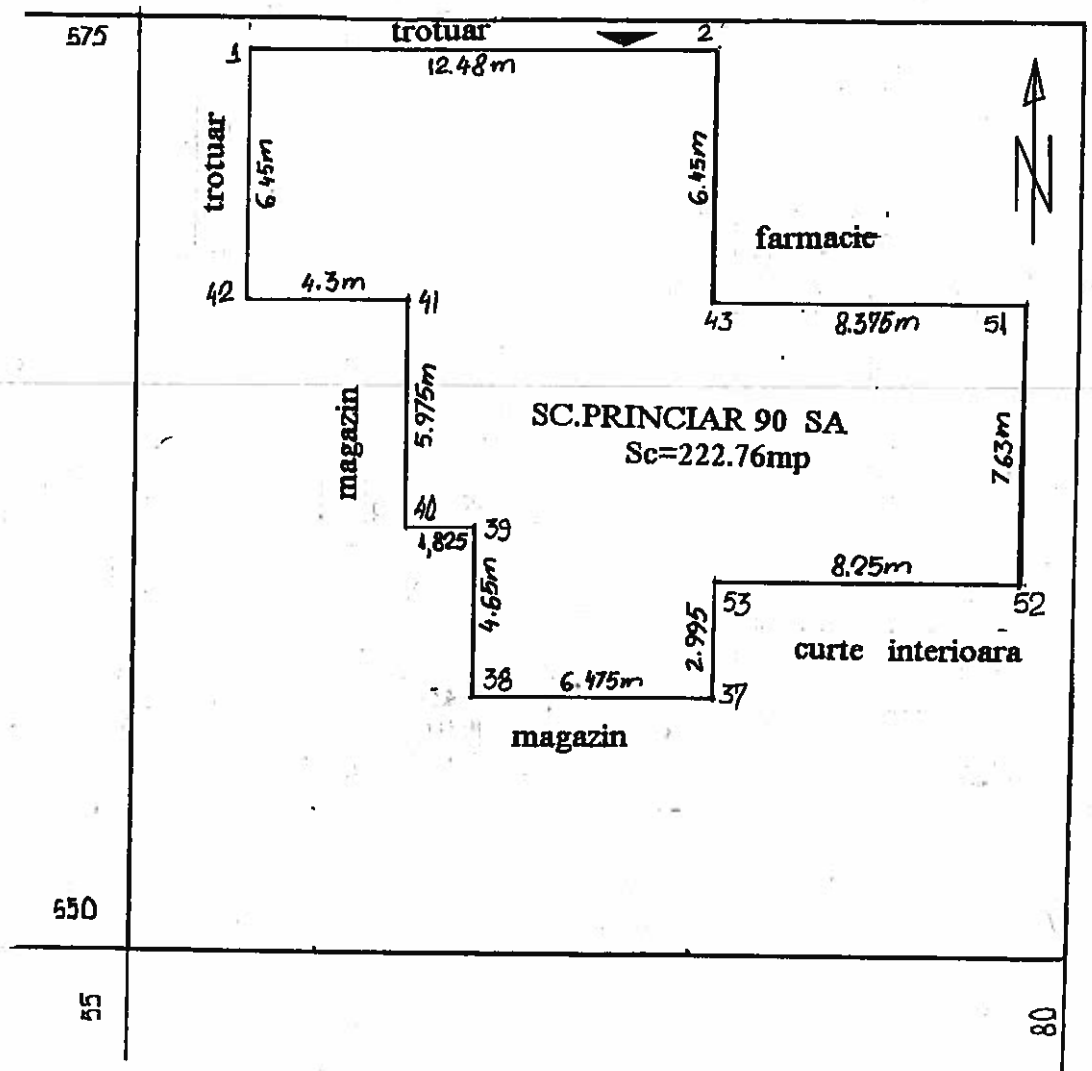 575
trotuar
1
2
12.48m
trotuar
6.45m
6.45m
N
farmacie
42
4.3m
41
43
8.375m
51
magazin
5.975m
SC.PRINCIAR 90 SA
Sc=222.76mp
7.63m
40
39
1,825
4.65m
8.25m
53
52
2.995
curte interioara
38
6.475m
37
magazin
550
55
80